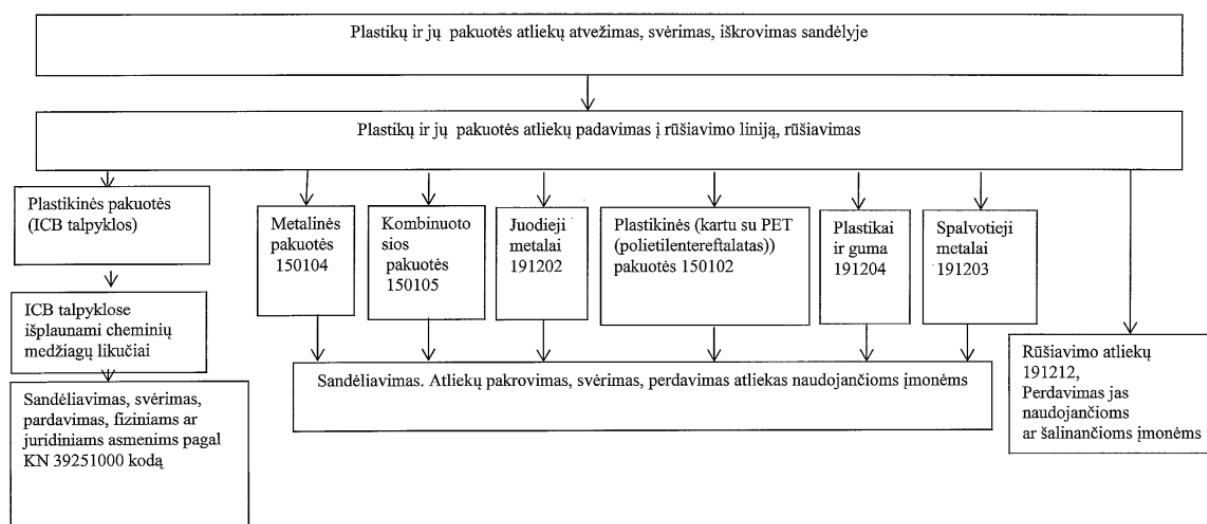 Plastikų ir jų pakuotės atliekų atvežimas, svėrimas, iškrovimas sandėlyje
Plastikų ir jų pakuotės atliekų padavimas į rūšiavimo liniją, rūšiavimas
Plastikinės pakuotės
(ICB talpyklos)
Metalinės
pakuotės
150104
Kombinuoto
sios
pakuotės
150105
Juodieji
metalai
191202
Plastikinės (kartu su PET
(polietilentereftalatas))
pakuotės 150102
Plastikai
ir guma
191204
Spalvotieji
metalai
191203
ICB talpyklose
išplaunami cheminių
medžiagų likučiai
Sandėliavimas. Atliekų pakrovimas, svėrimas, perdavimas atliekas naudojančioms įmonėms
Rūšiavimo atliekų
191212,
Perdavimas jas
naudojančioms
ar šalinančioms įmonėms
Sandėliavimas, svėrimas,
pardavimas, fiziniams ar
juridiniams asmenims pagal
KN 39251000 kodą